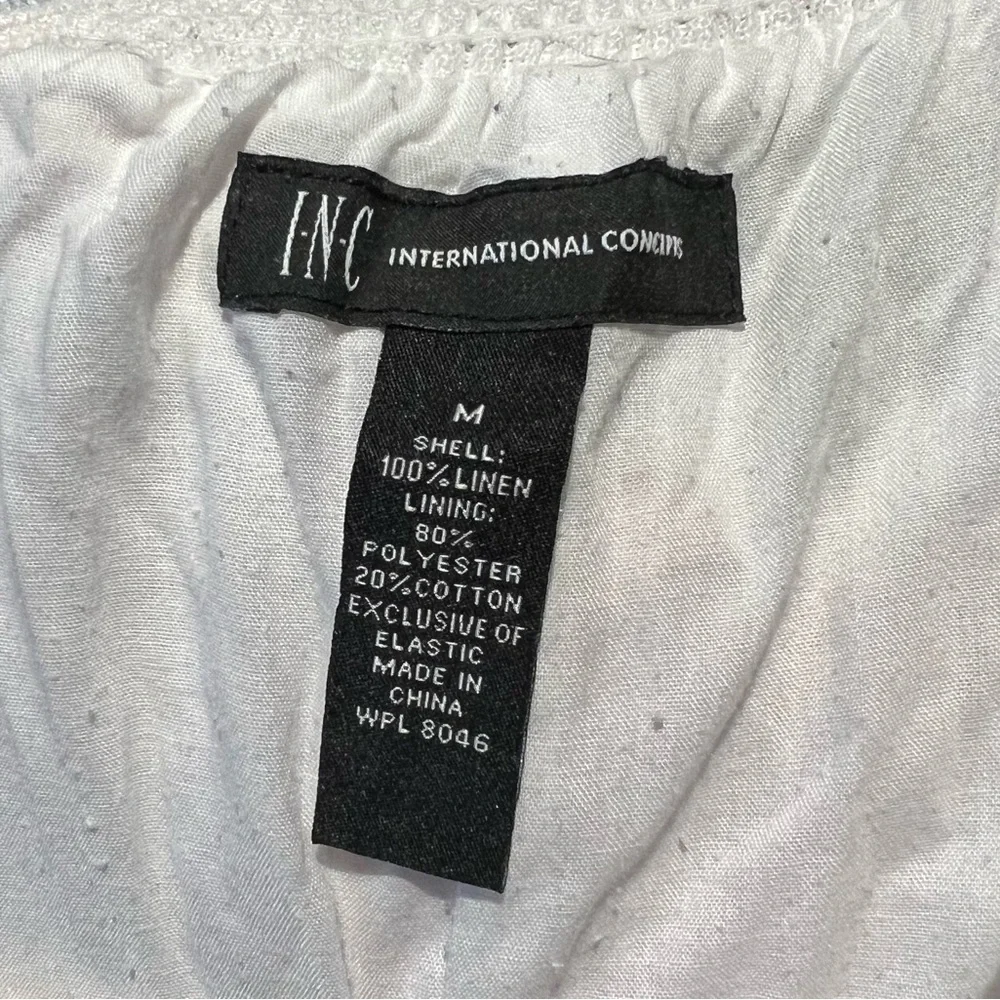 I·N·C INTERNATIONAL CONCEPTS
M
SHELL:
100%LINEN
LINING:
80%
POLYESTER
20%COTTON
EXCLUSIVE OF
ELASTIC
MADE IN
CHINA
WPL 8046